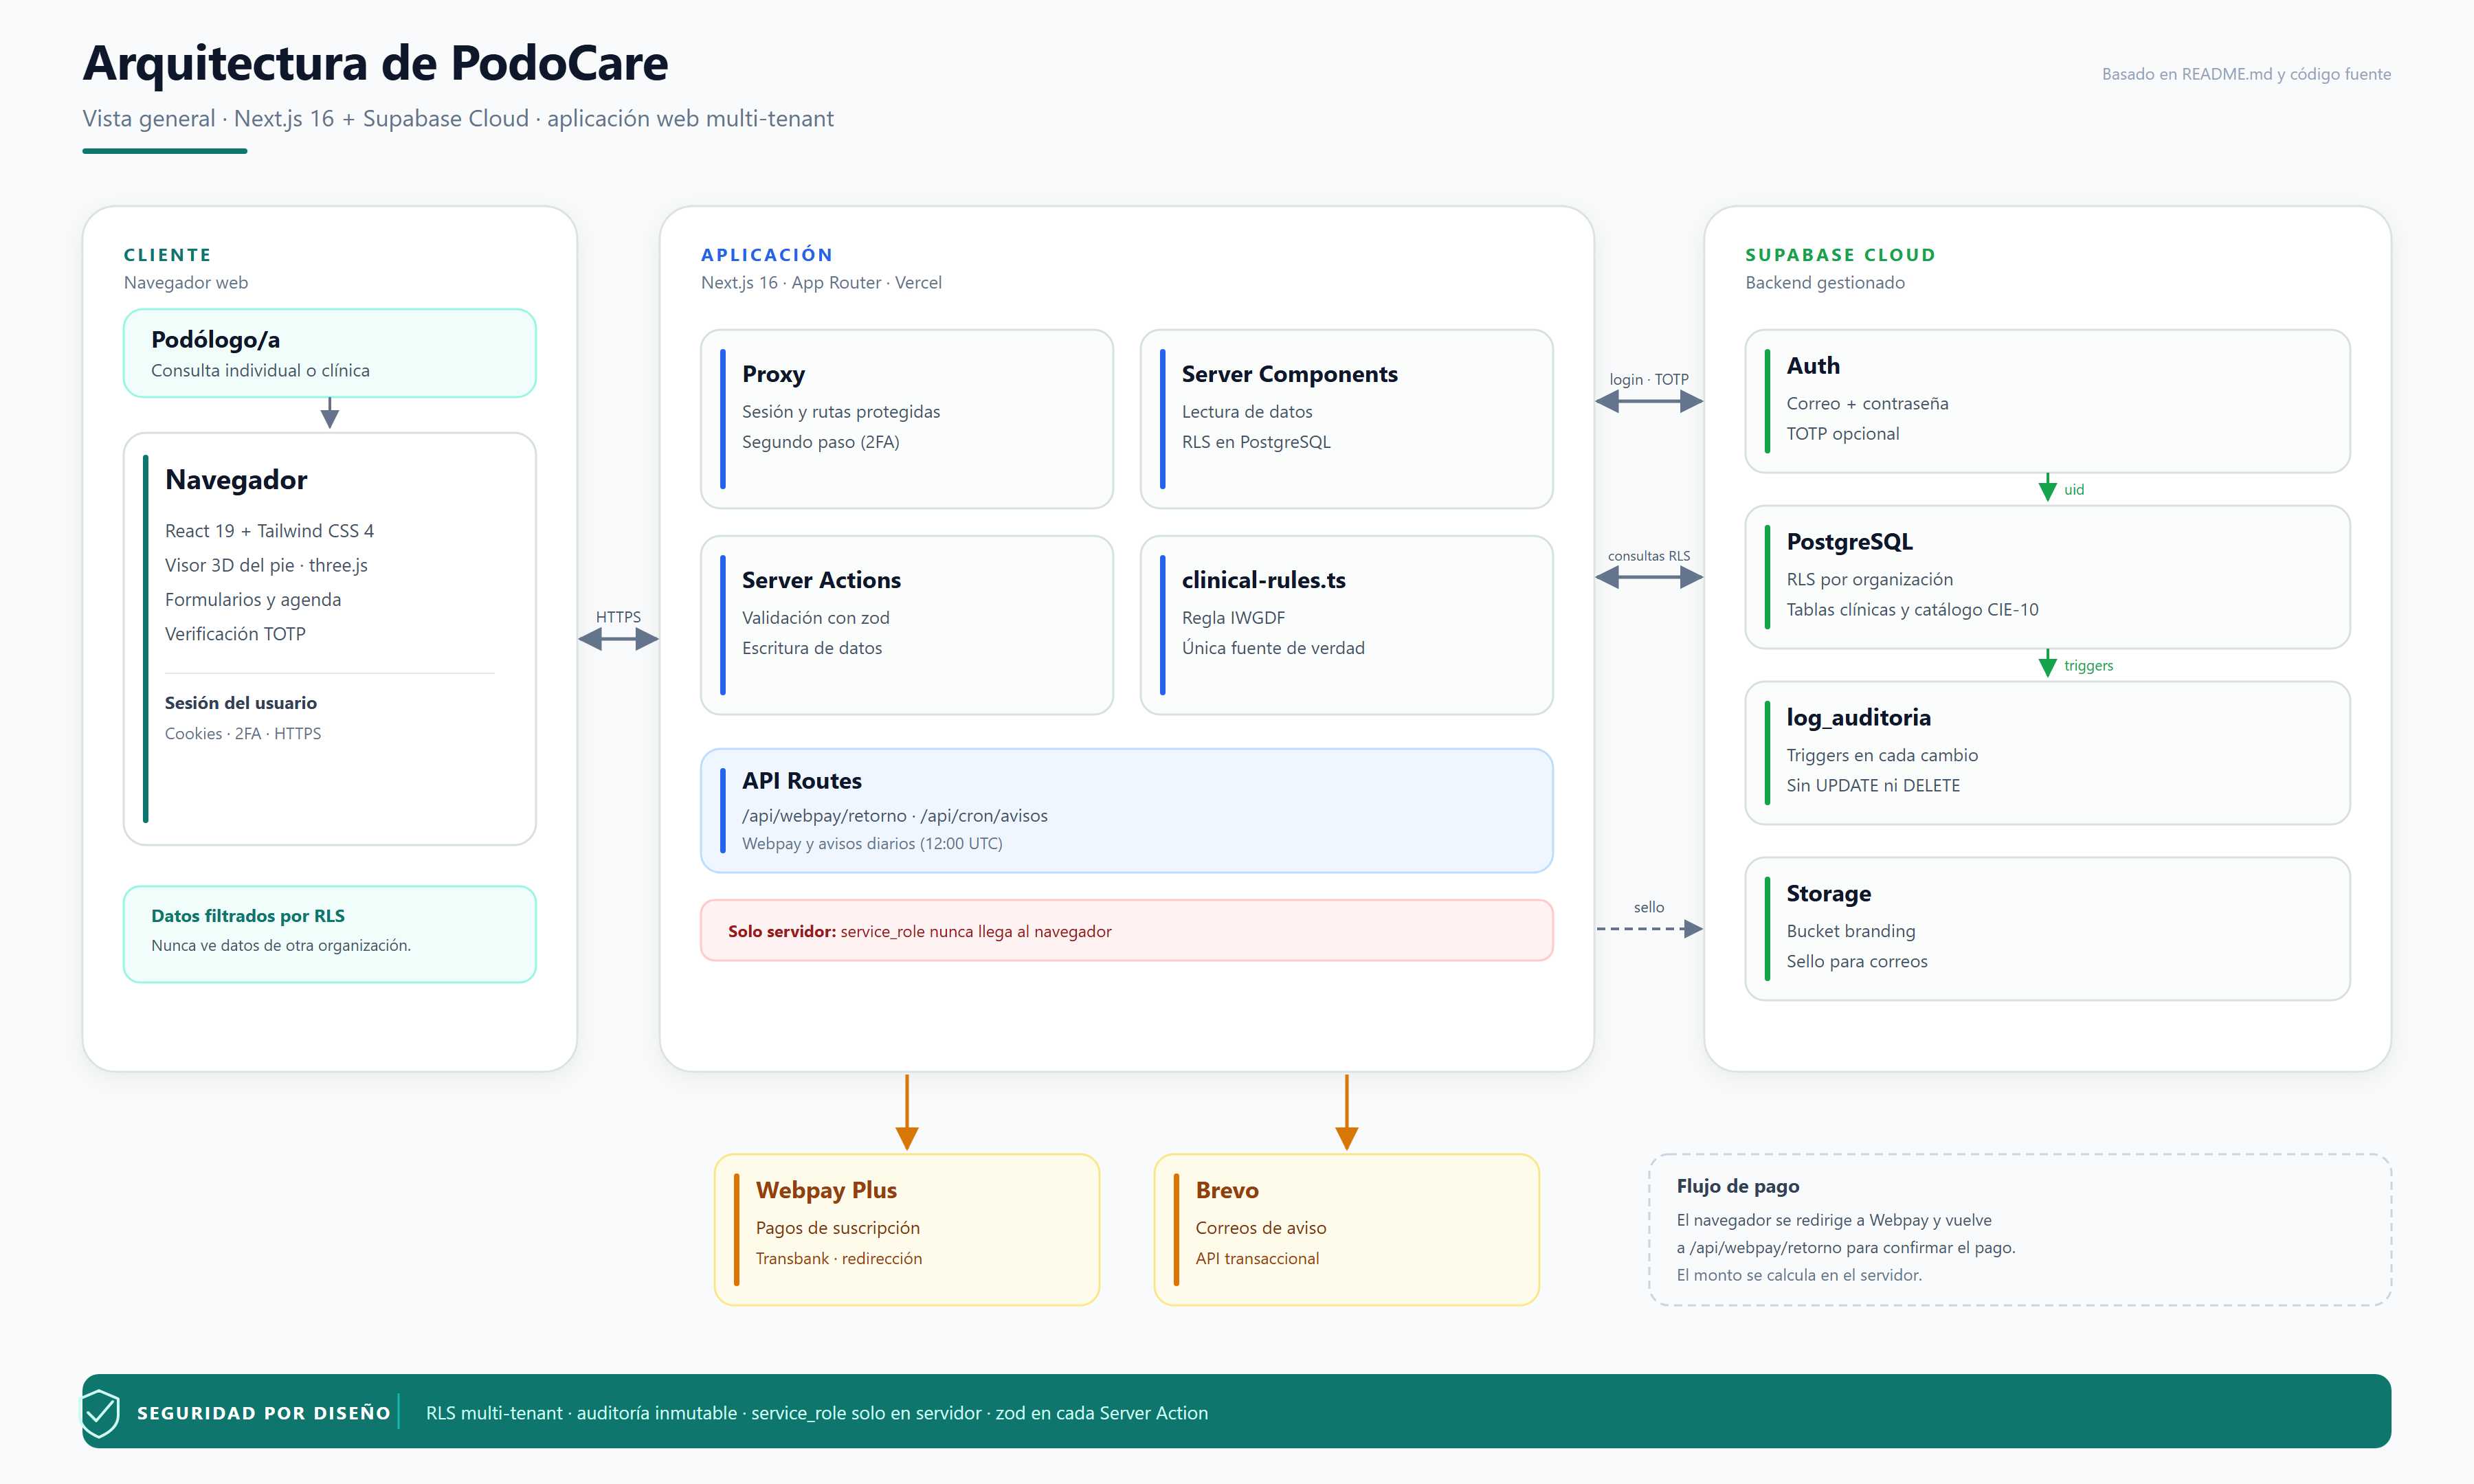 Arquitectura de PodoCare
Basado en README.md y código fuente
Vista general · Next.js 16 + Supabase Cloud · aplicación web multi-tenant
CLIENTE
Navegador web
Podólogo/a
Consulta individual o clínica
Navegador
React 19 + Tailwind CSS 4
Visor 3D del pie · three.js
Formularios y agenda
Verificación TOTP
Sesión del usuario
Cookies · 2FA · HTTPS
Datos filtrados por RLS
Nunca ve datos de otra organización.
HTTPS
APLICACIÓN
Next.js 16 · App Router · Vercel
Proxy
Sesión y rutas protegidas
Segundo paso (2FA)
Server Components
Lectura de datos
RLS en PostgreSQL
Server Actions
Validación con zod
Escritura de datos
clinical-rules.ts
Regla IWGDF
Única fuente de verdad
API Routes
/api/webpay/retorno · /api/cron/avisos
Webpay y avisos diarios (12:00 UTC)
Solo servidor: service_role nunca llega al navegador
login · TOTP
consultas RLS
sello
SUPABASE CLOUD
Backend gestionado
Auth
Correo + contraseña
TOTP opcional
uid
PostgreSQL
RLS por organización
Tablas clínicas y catálogo CIE-10
triggers
log_auditoria
Triggers en cada cambio
Sin UPDATE ni DELETE
Storage
Bucket branding
Sello para correos
Webpay Plus
Pagos de suscripción
Transbank · redirección
Brevo
Correos de aviso
API transaccional
Flujo de pago
El navegador se redirige a Webpay y vuelve
a /api/webpay/retorno para confirmar el pago.
El monto se calcula en el servidor.
SEGURIDAD POR DISEÑO
RLS multi-tenant · auditoría inmutable · service_role solo en servidor · zod en cada Server Action